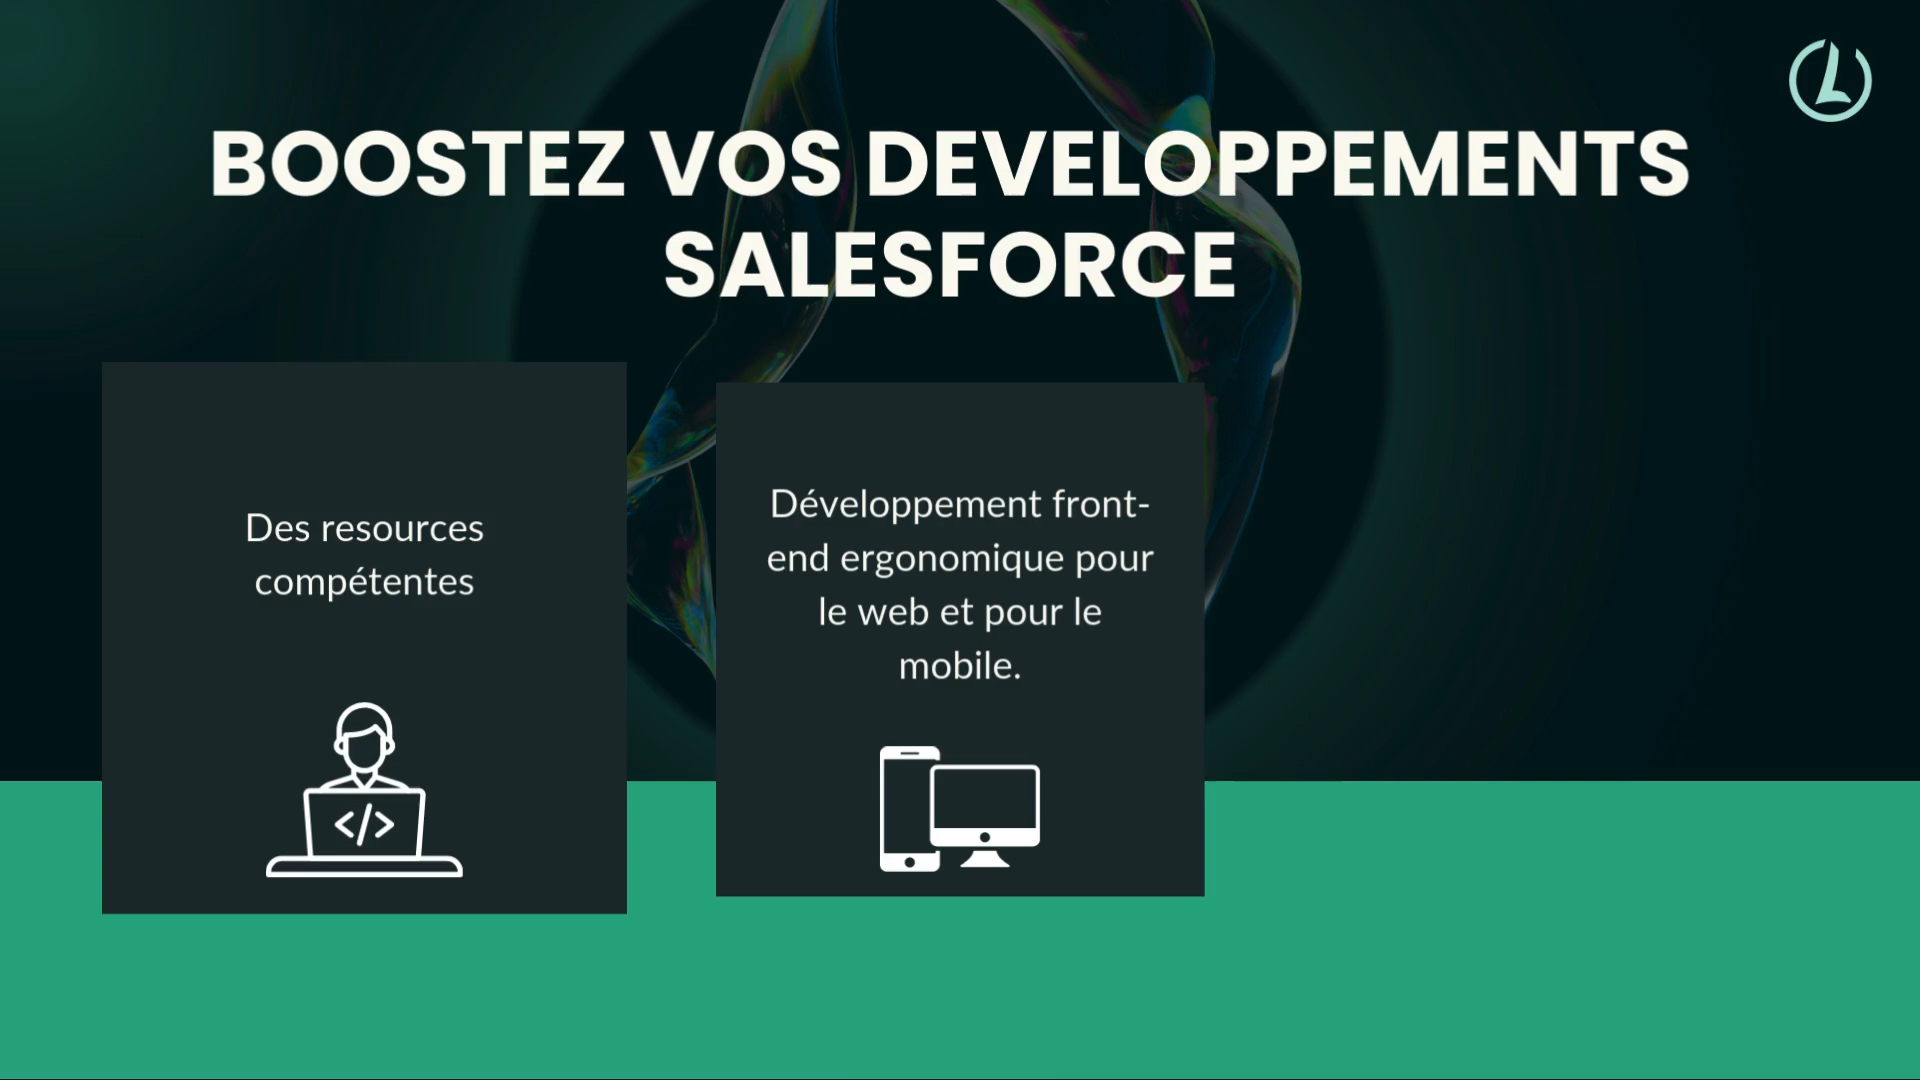 BOOSTEZ VOS DEVELOPPEMENTS
SALESFORCE
Des resources
compétentes
</>
Développement front-
end ergonomique pour
le web et pour le
mobile.